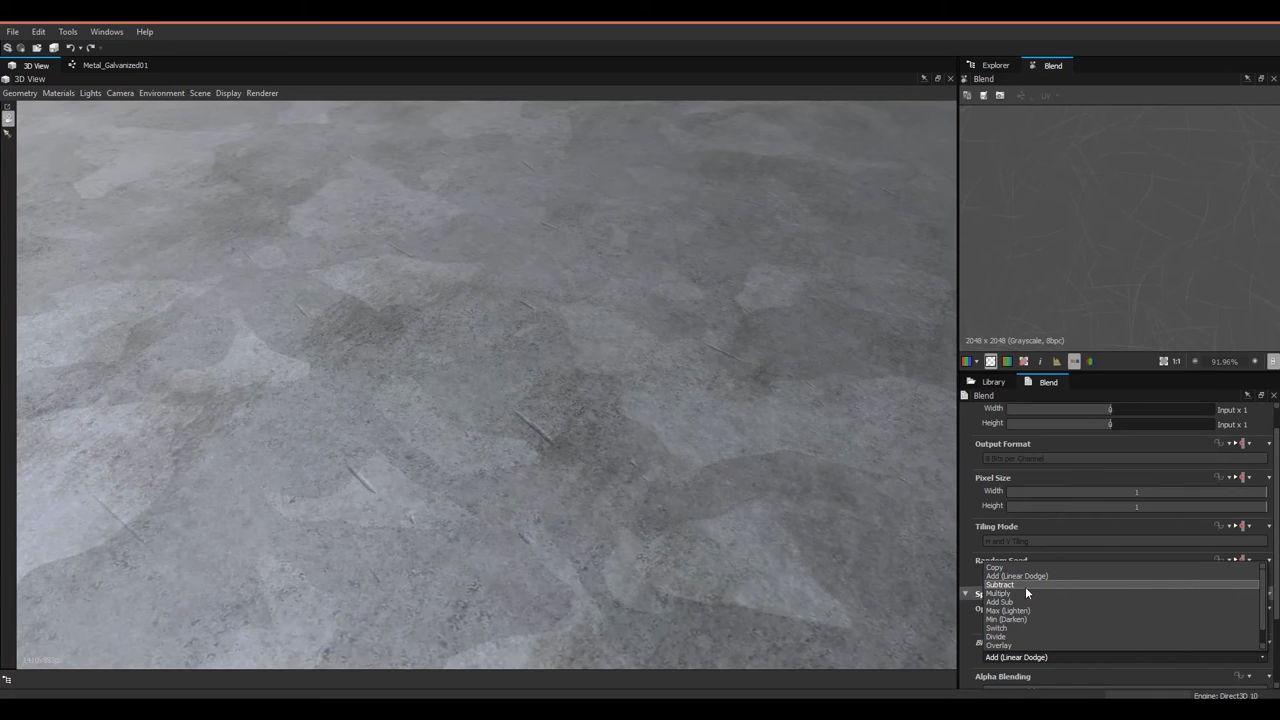 File Edit Tools Windows Help
3D View Metal_Galvanized01
3D View
Geometry Materials Lights Camera Environment Scene Display Renderer
Explorer Blend
Blend
2048 x 2048 (Grayscale, 8bpc)
1:1 91.96%
Library Blend
Blend
Width 0 Input x 1
Height 0 Input x 1
Output Format
8 Bits per Channel
Pixel Size
Width 1
Height 1
Tiling Mode
H and V Tiling
Copy
Add (Linear Dodge)
Subtract
Multiply
Add Sub
Max (Lighten)
Min (Darken)
Switch
Divide
Overlay
Add (Linear Dodge)
Alpha Blending
Engine: Direct3D 10